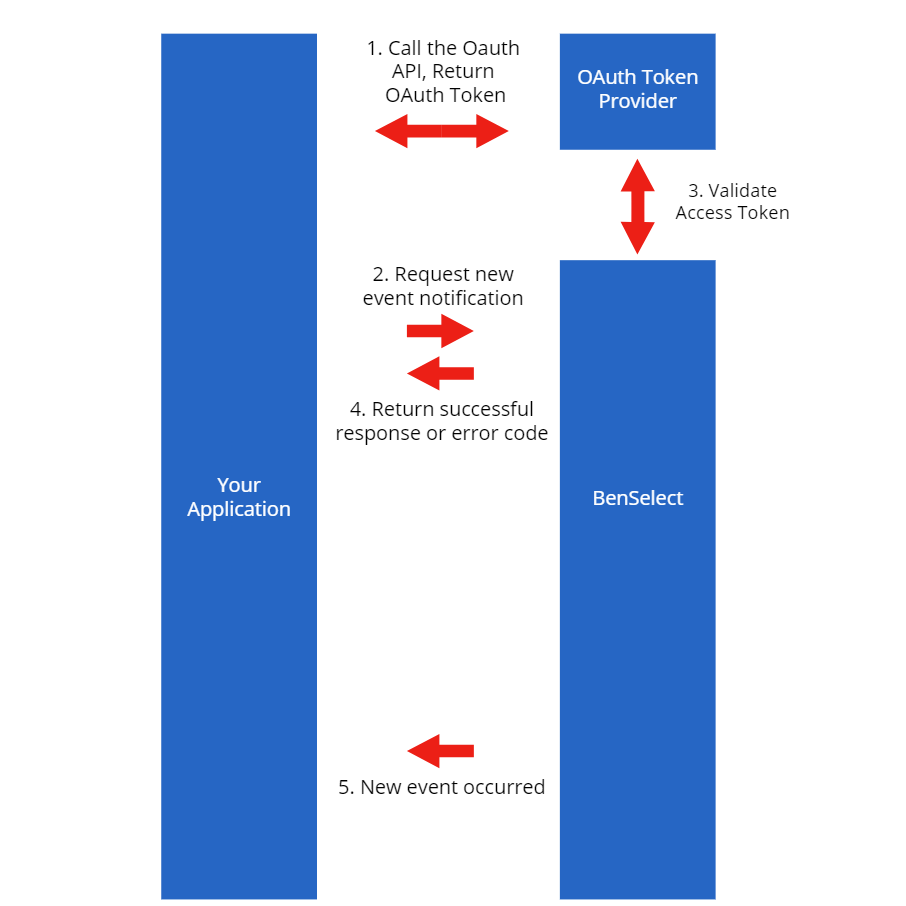 1. Call the Oauth
API, Return
OAuth Token
OAuth Token
Provider
3. Validate
Access Token
2. Request new
event notification
4. Return successful
response or error code
Your
Application
BenSelect
5. New event occurred